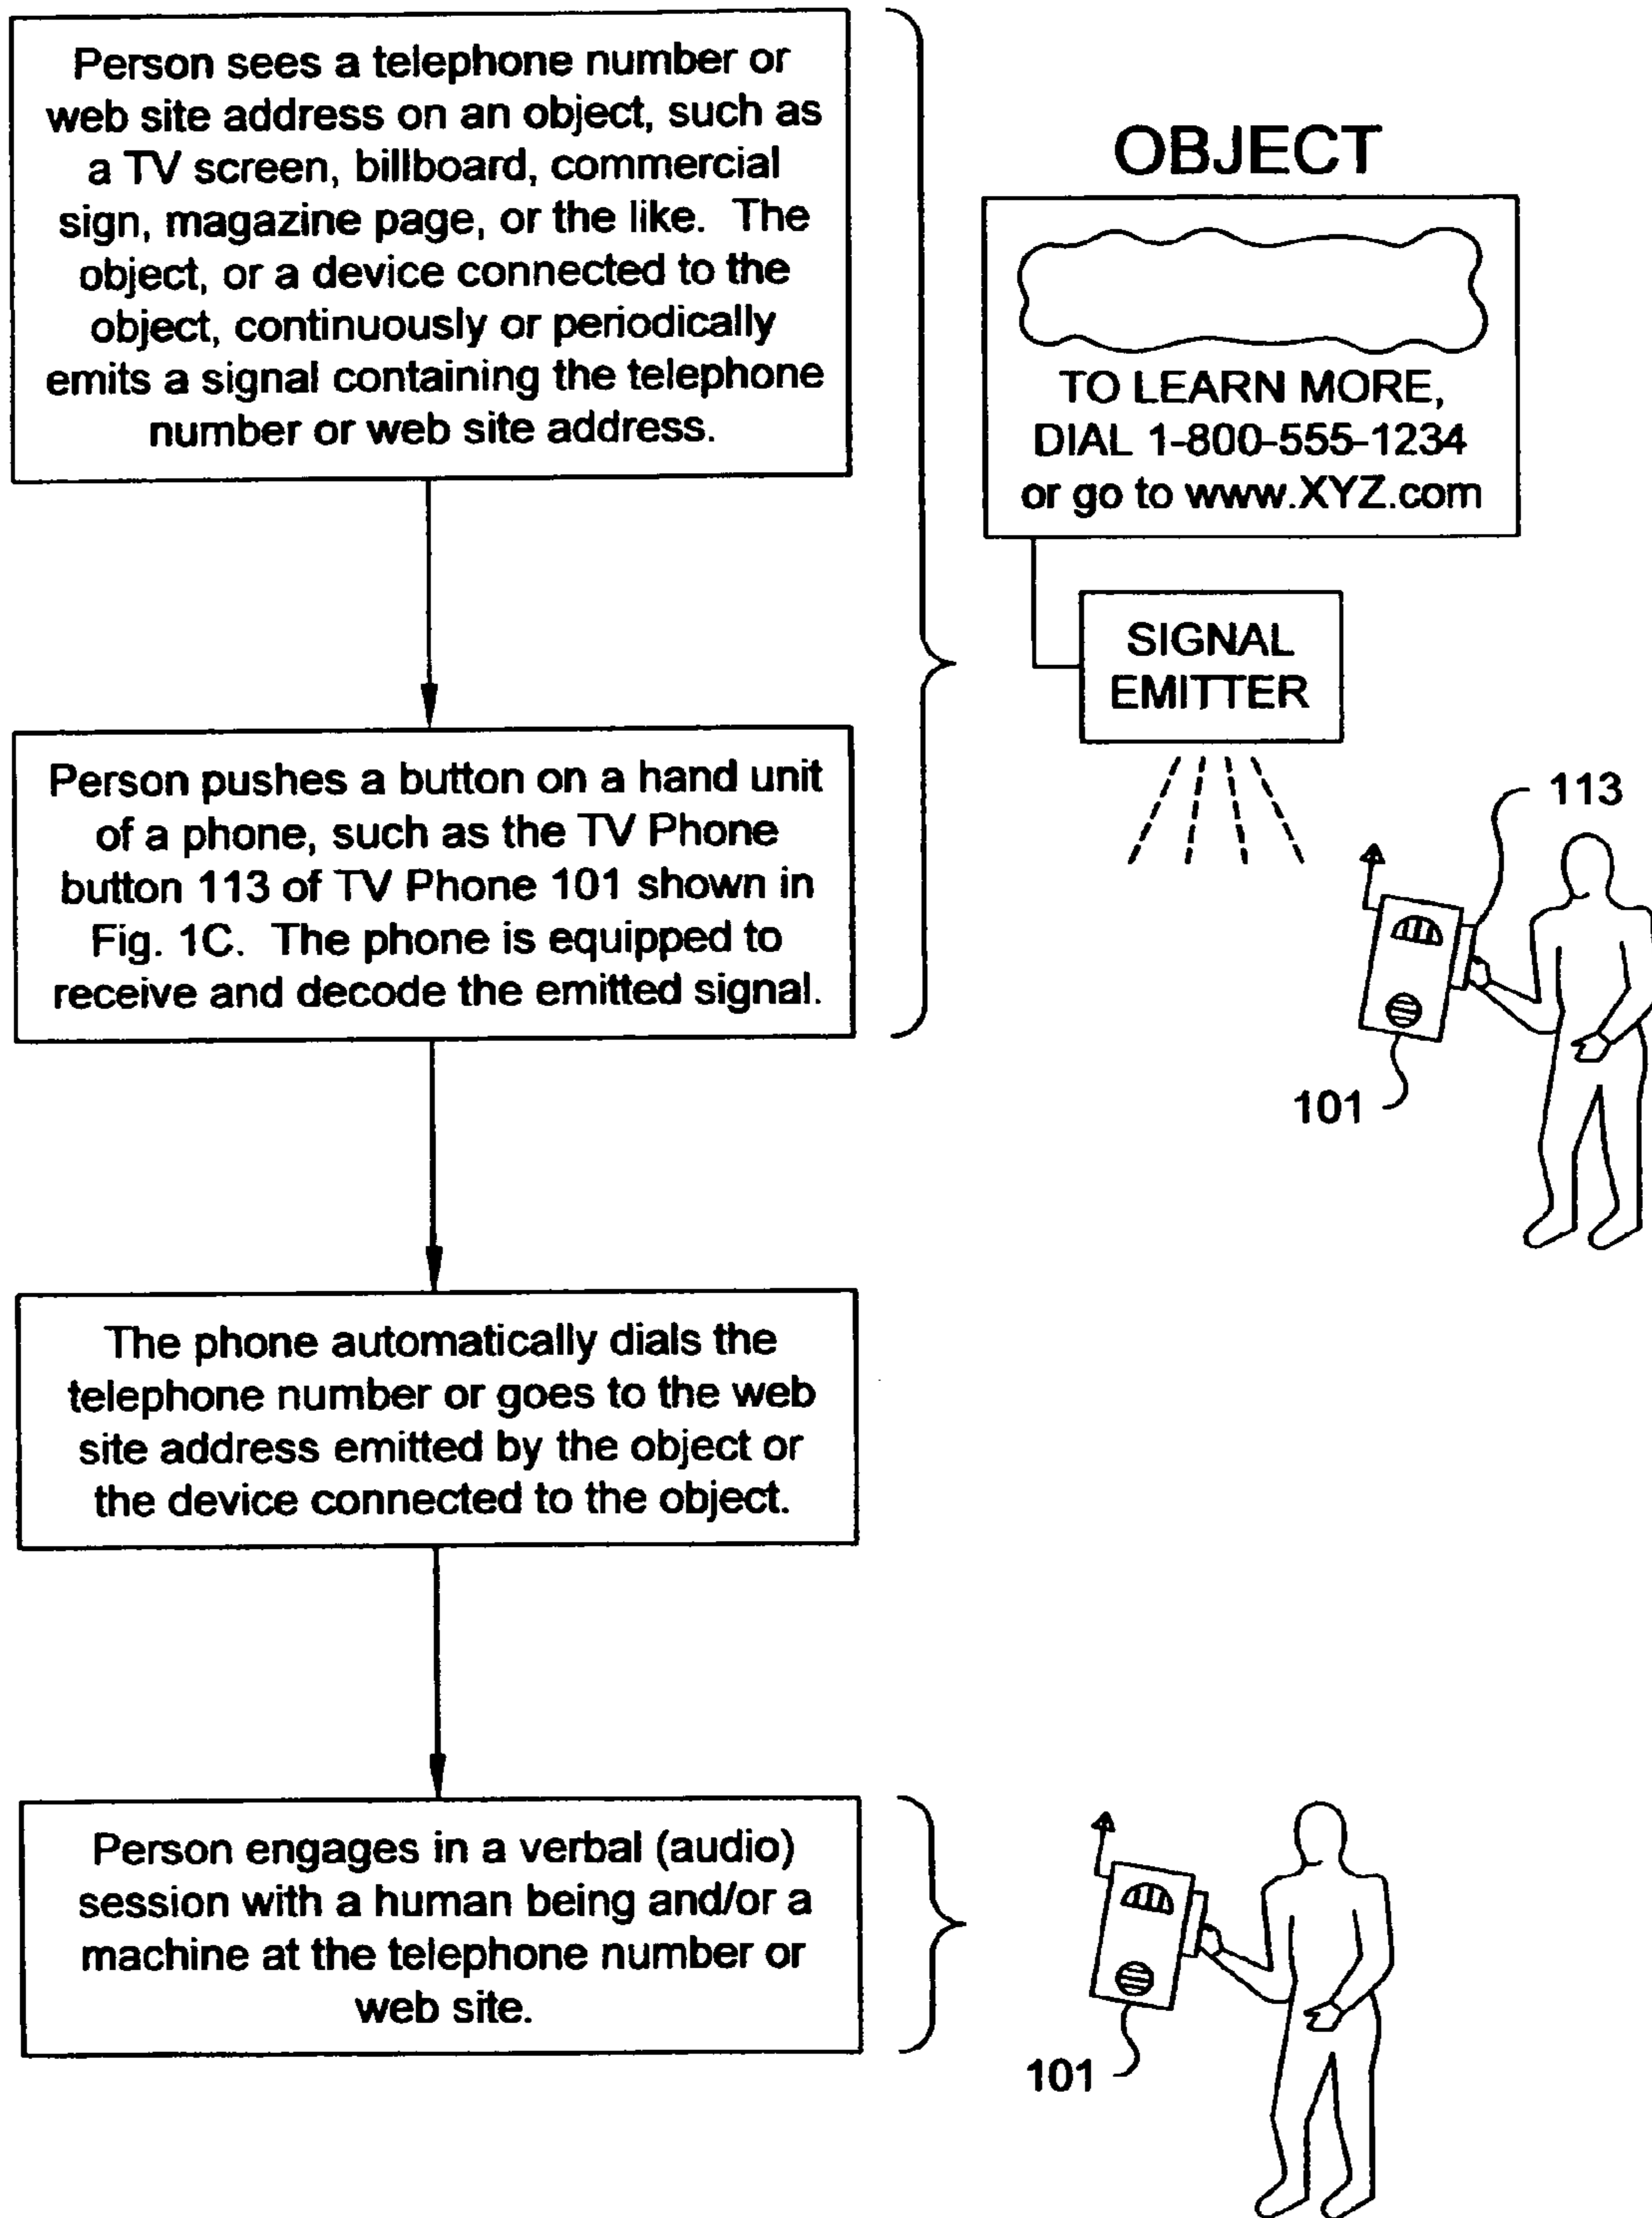 Person sees a telephone number or
web site address on an object, such as
a TV screen, billboard, commercial
sign, magazine page, or the like.  The
object, or a device connected to the
object, continuously or periodically
emits a signal containing the telephone
number or web site address.
OBJECT
TO LEARN MORE,
DIAL 1-800-555-1234
or go to www.XYZ.com
SIGNAL
EMITTER
Person pushes a button on a hand unit
of a phone, such as the TV Phone
button 113 of TV Phone 101 shown in
Fig. 1C.  The phone is equipped to
receive and decode the emitted signal.
113
101
The phone automatically dials the
telephone number or goes to the web
site address emitted by the object or
the device connected to the object.
Person engages in a verbal (audio)
session with a human being and/or a
machine at the telephone number or
web site.
101